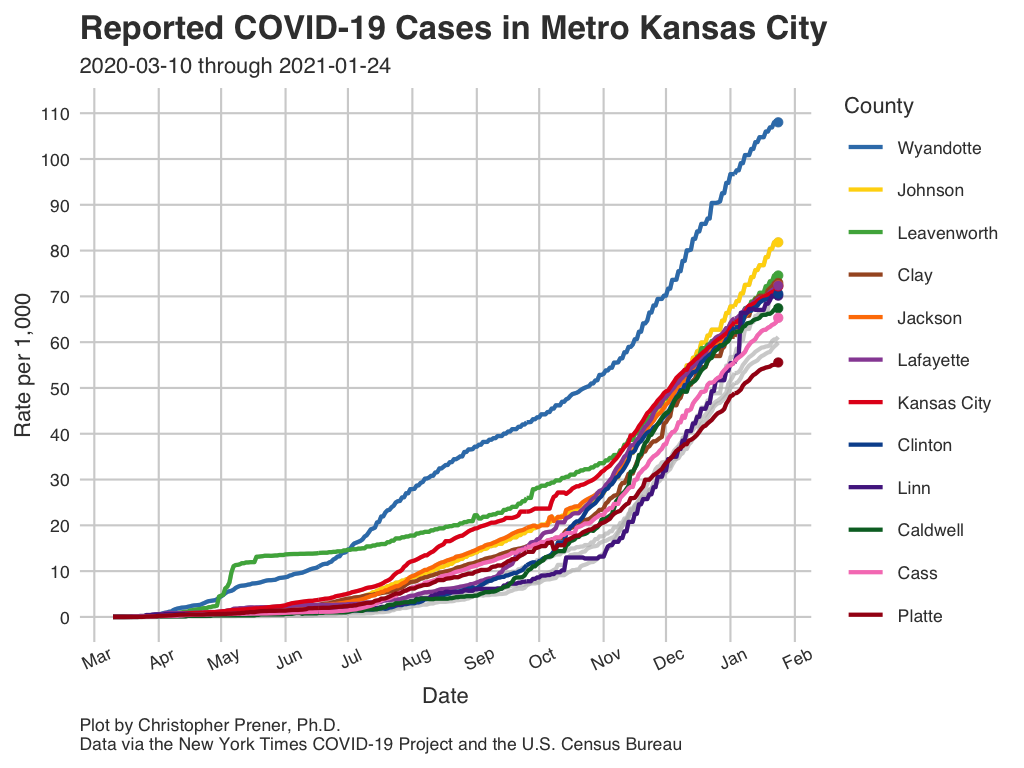 Reported COVID-19 Cases in Metro Kansas City
2020-03-10 through 2021-01-24
Rate per 1,000
110
100
90
80
70
60
50
40
30
20
10
0
Mar
Apr
May
Jun
Jul
Aug
Sep
Oct
Nov
Dec
Jan
Feb
Date
County
Wyandotte
Johnson
Leavenworth
Clay
Jackson
Lafayette
Kansas City
Clinton
Linn
Caldwell
Cass
Platte
Plot by Christopher Prener, Ph.D.
Data via the New York Times COVID-19 Project and the U.S. Census Bureau